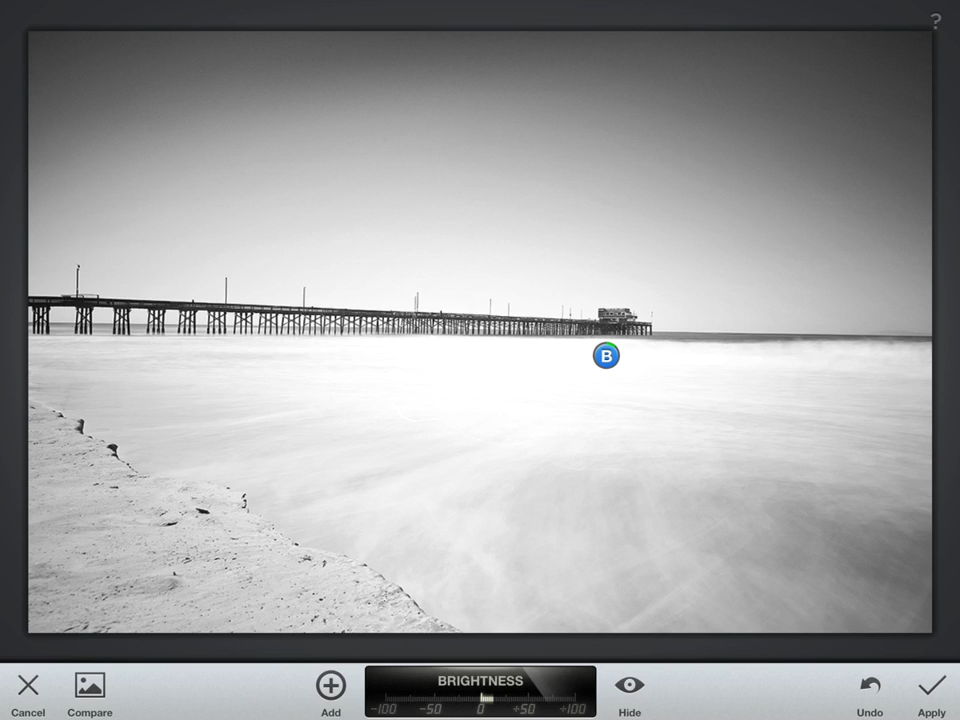 ?
B
BRIGHTNESS
-100 -50 0 +50 +100
Cancel Compare Add Hide Undo Apply